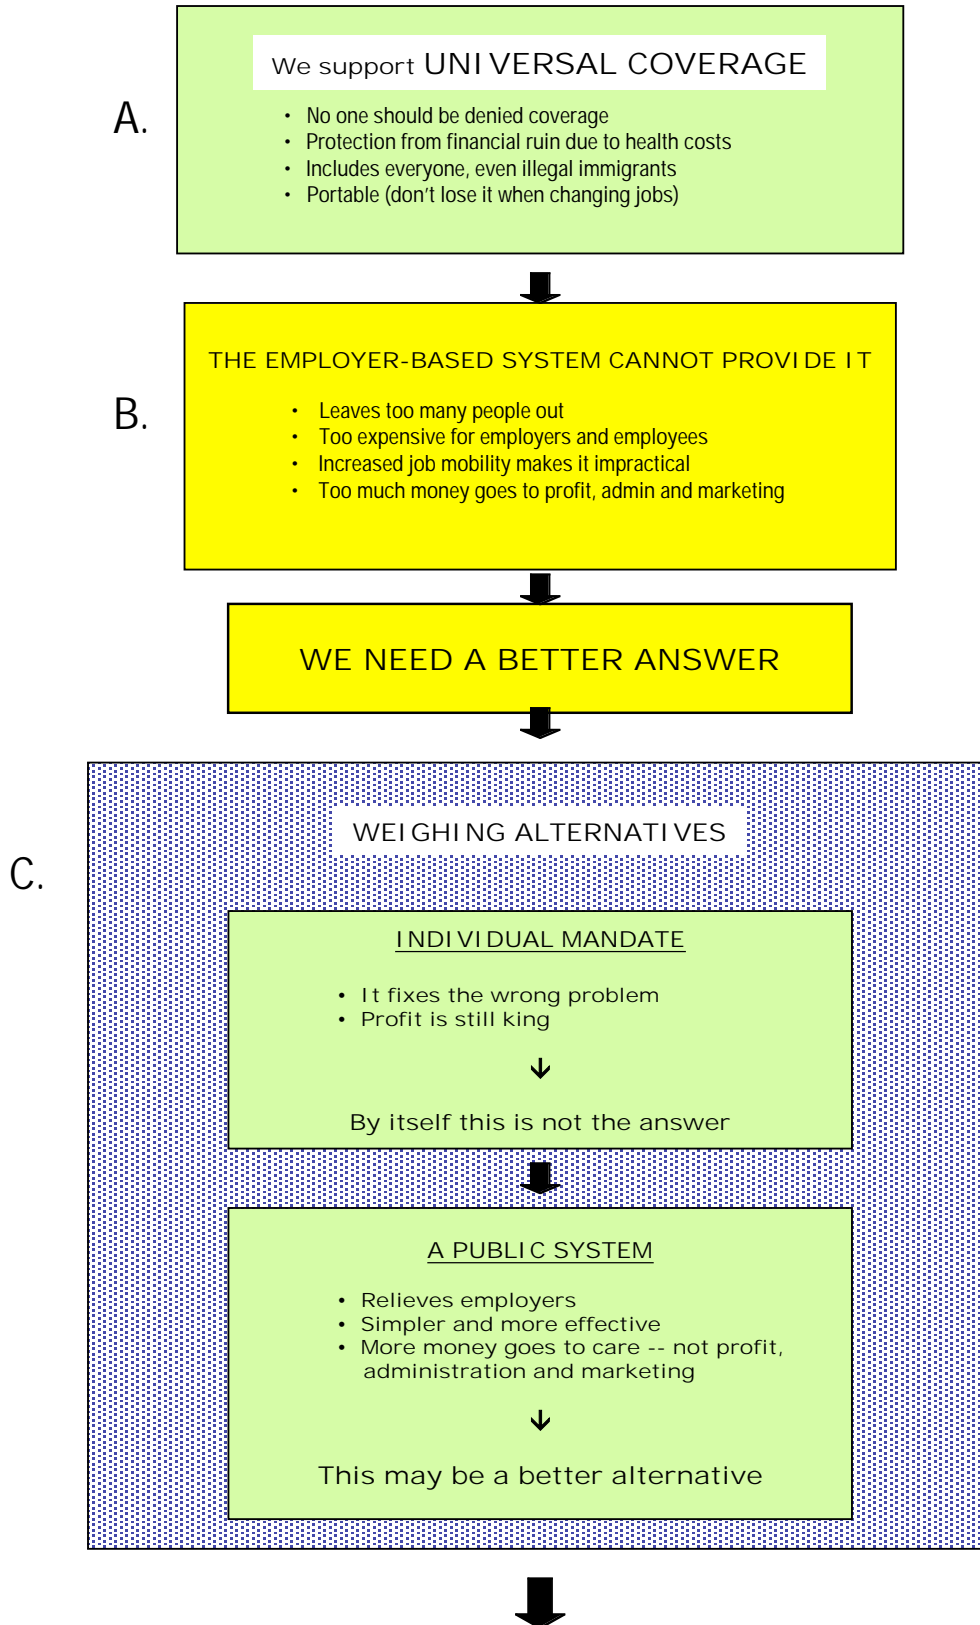 We support UNIVERSAL COVERAGE
A.
• No one should be denied coverage
• Protection from financial ruin due to health costs
• Includes everyone, even illegal immigrants
• Portable (don't lose it when changing jobs)
THE EMPLOYER-BASED SYSTEM CANNOT PROVIDE IT
B.
• Leaves too many people out
• Too expensive for employers and employees
• Increased job mobility makes it impractical
• Too much money goes to profit, admin and marketing
WE NEED A BETTER ANSWER
WEIGHING ALTERNATIVES
C.
INDIVIDUAL MANDATE
• It fixes the wrong problem
• Profit is still king
By itself this is not the answer
A PUBLIC SYSTEM
• Relieves employers
• Simpler and more effective
• More money goes to care -- not profit,
administration and marketing
This may be a better alternative